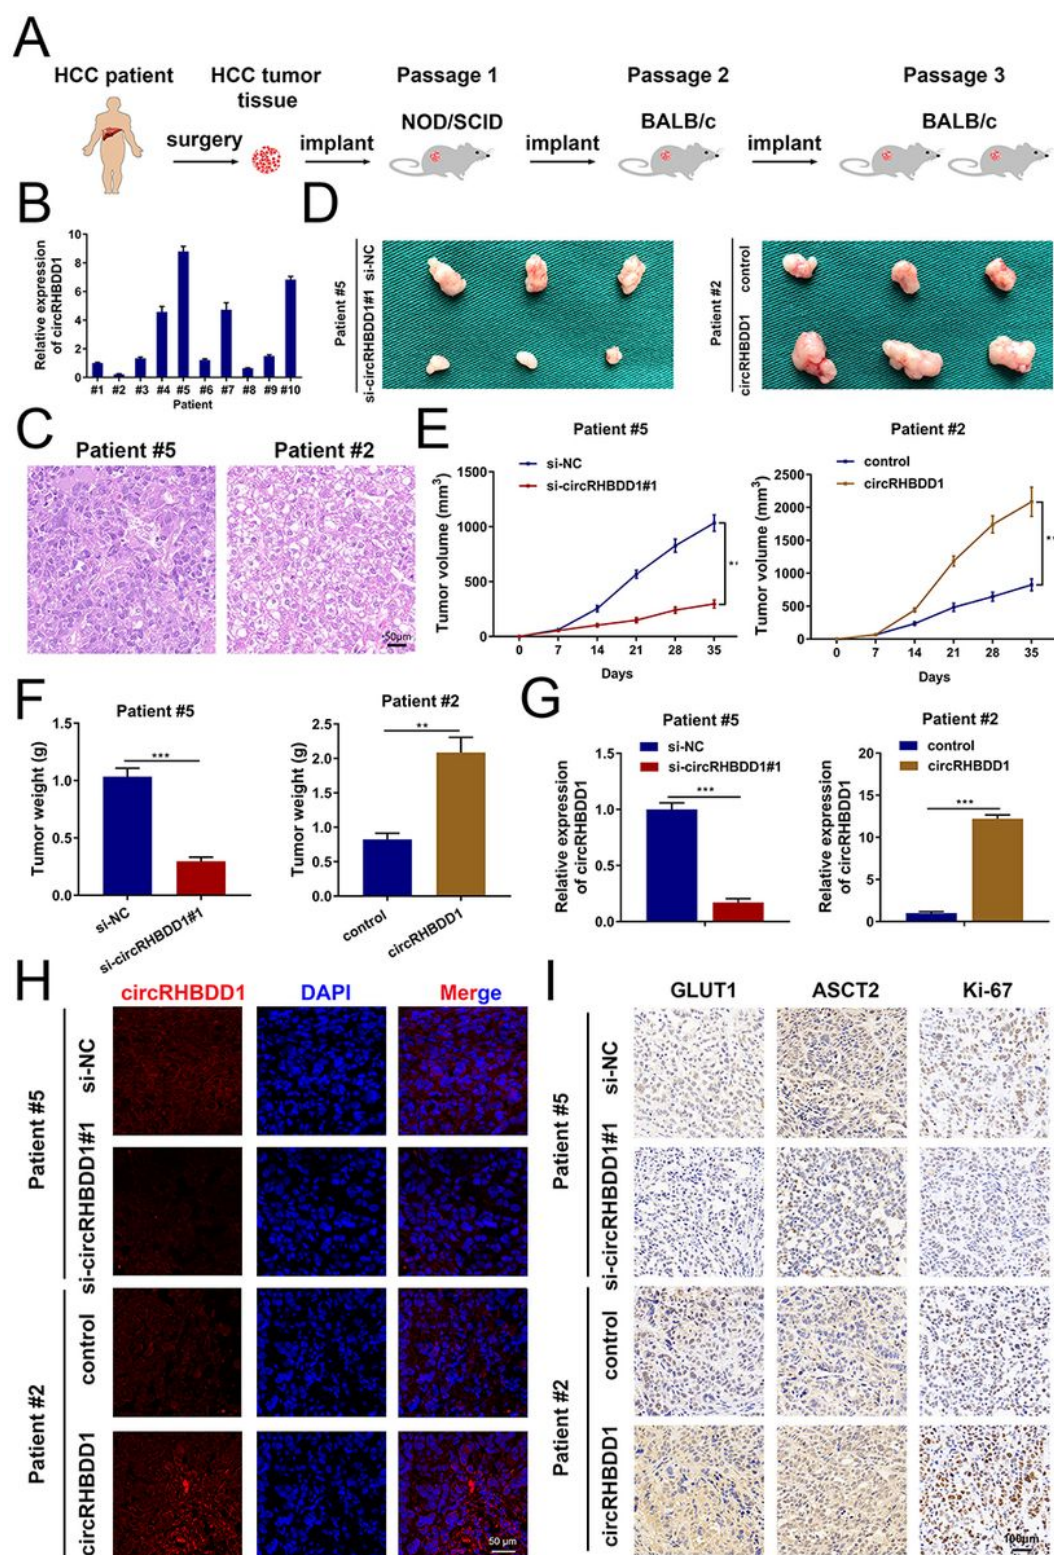 A
HCC patient
HCC tumor
tissue
Passage 1
Passage 2
Passage 3
surgery
implant
NOD/SCID
implant
BALB/c
implant
BALB/c
B
Relative expression
of circRHBDD1
10
8
6
4
2
0
#1 #2 #3 #4 #5 #6 #7 #8 #9 #10
Patient
D
Patient #5
si-circRHBDD1#1 si-NC
Patient #2
circRHBDD1 control
C
Patient #5
Patient #2
50μm
E
Patient #5
si-NC
si-circRHBDD1#1
Tumor volume (mm3)
1500
1000
500
0
0 7 14 21 28 35
Days
Patient #2
control
circRHBDD1
Tumor volume (mm3)
2500
2000
1500
1000
500
0
0 7 14 21 28 35
Days
F
Patient #5
Tumor weight (g)
1.5
1.0
0.5
0.0
***
si-NC
si-circRHBDD1#1
Patient #2
Tumor weight (g)
2.5
2.0
1.5
1.0
0.5
0.0
**
control
circRHBDD1
G
Patient #5
si-NC
si-circRHBDD1#1
Relative expression
of circRHBDD1
1.5
1.0
0.5
0.0
***
Patient #2
control
circRHBDD1
Relative expression
of circRHBDD1
20
15
10
5
0
***
H
circRHBDD1
DAPI
Merge
Patient #5
si-NC
si-circRHBDD1#1
Patient #2
control
circRHBDD1
50 μm
I
GLUT1
ASCT2
Ki-67
Patient #5
si-NC
si-circRHBDD1#1
Patient #2
control
circRHBDD1
100μm